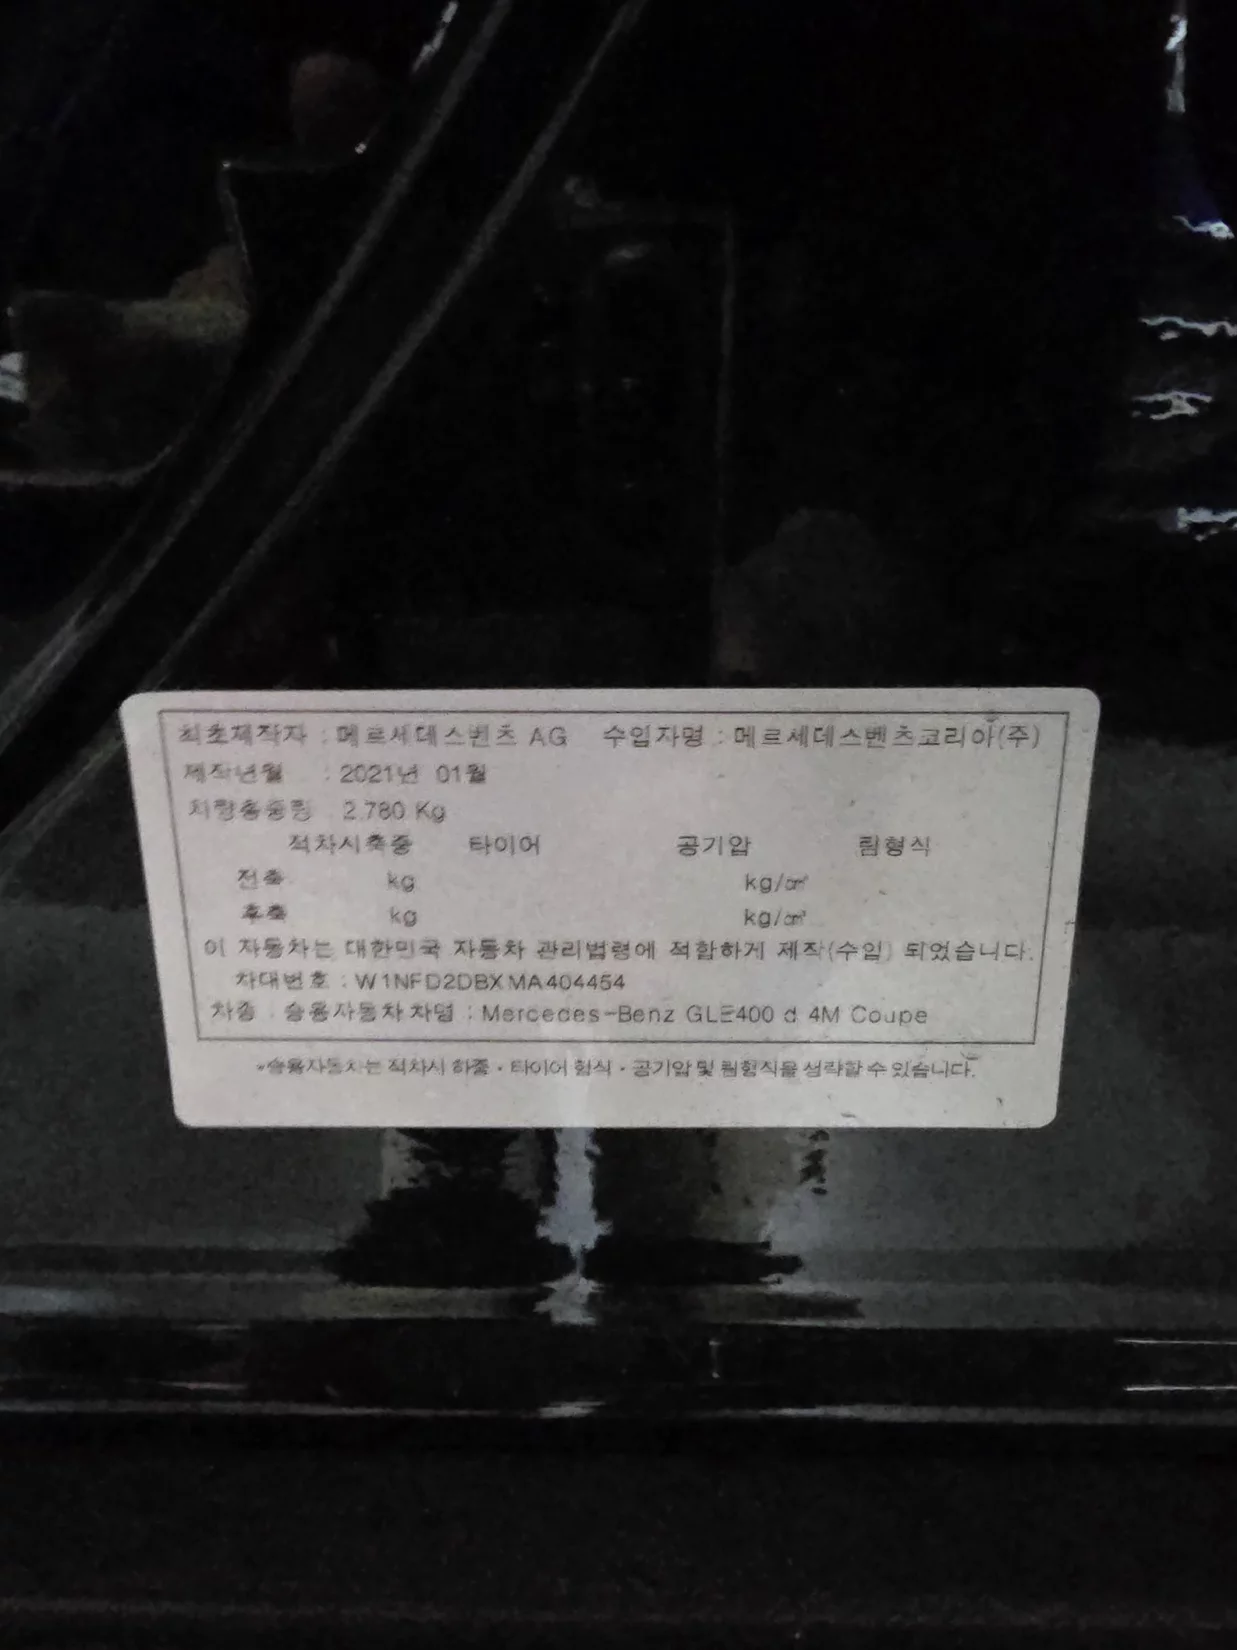 최초제작자 : 메르세데스벤츠 AG 수입자명 : 메르세데스벤츠코리아(주)
제작년월 : 2021년 01월
차량총중량 : 2.780 Kg
적차시축중 타이어 공기압 림형식
전축 kg kg/㎠
후축 kg kg/㎠
이 자동차는 대한민국 자동차 관리법령에 적합하게 제작(수입) 되었습니다.
차대번호 : W1NFD2DBXMA404454
차종 : 승용자동차 차명 : Mercedes-Benz GLE400 d 4M Coupe
*승용자동차는 적차시 하중 · 타이어 형식 · 공기압 및 림형식을 생략할 수 있습니다.